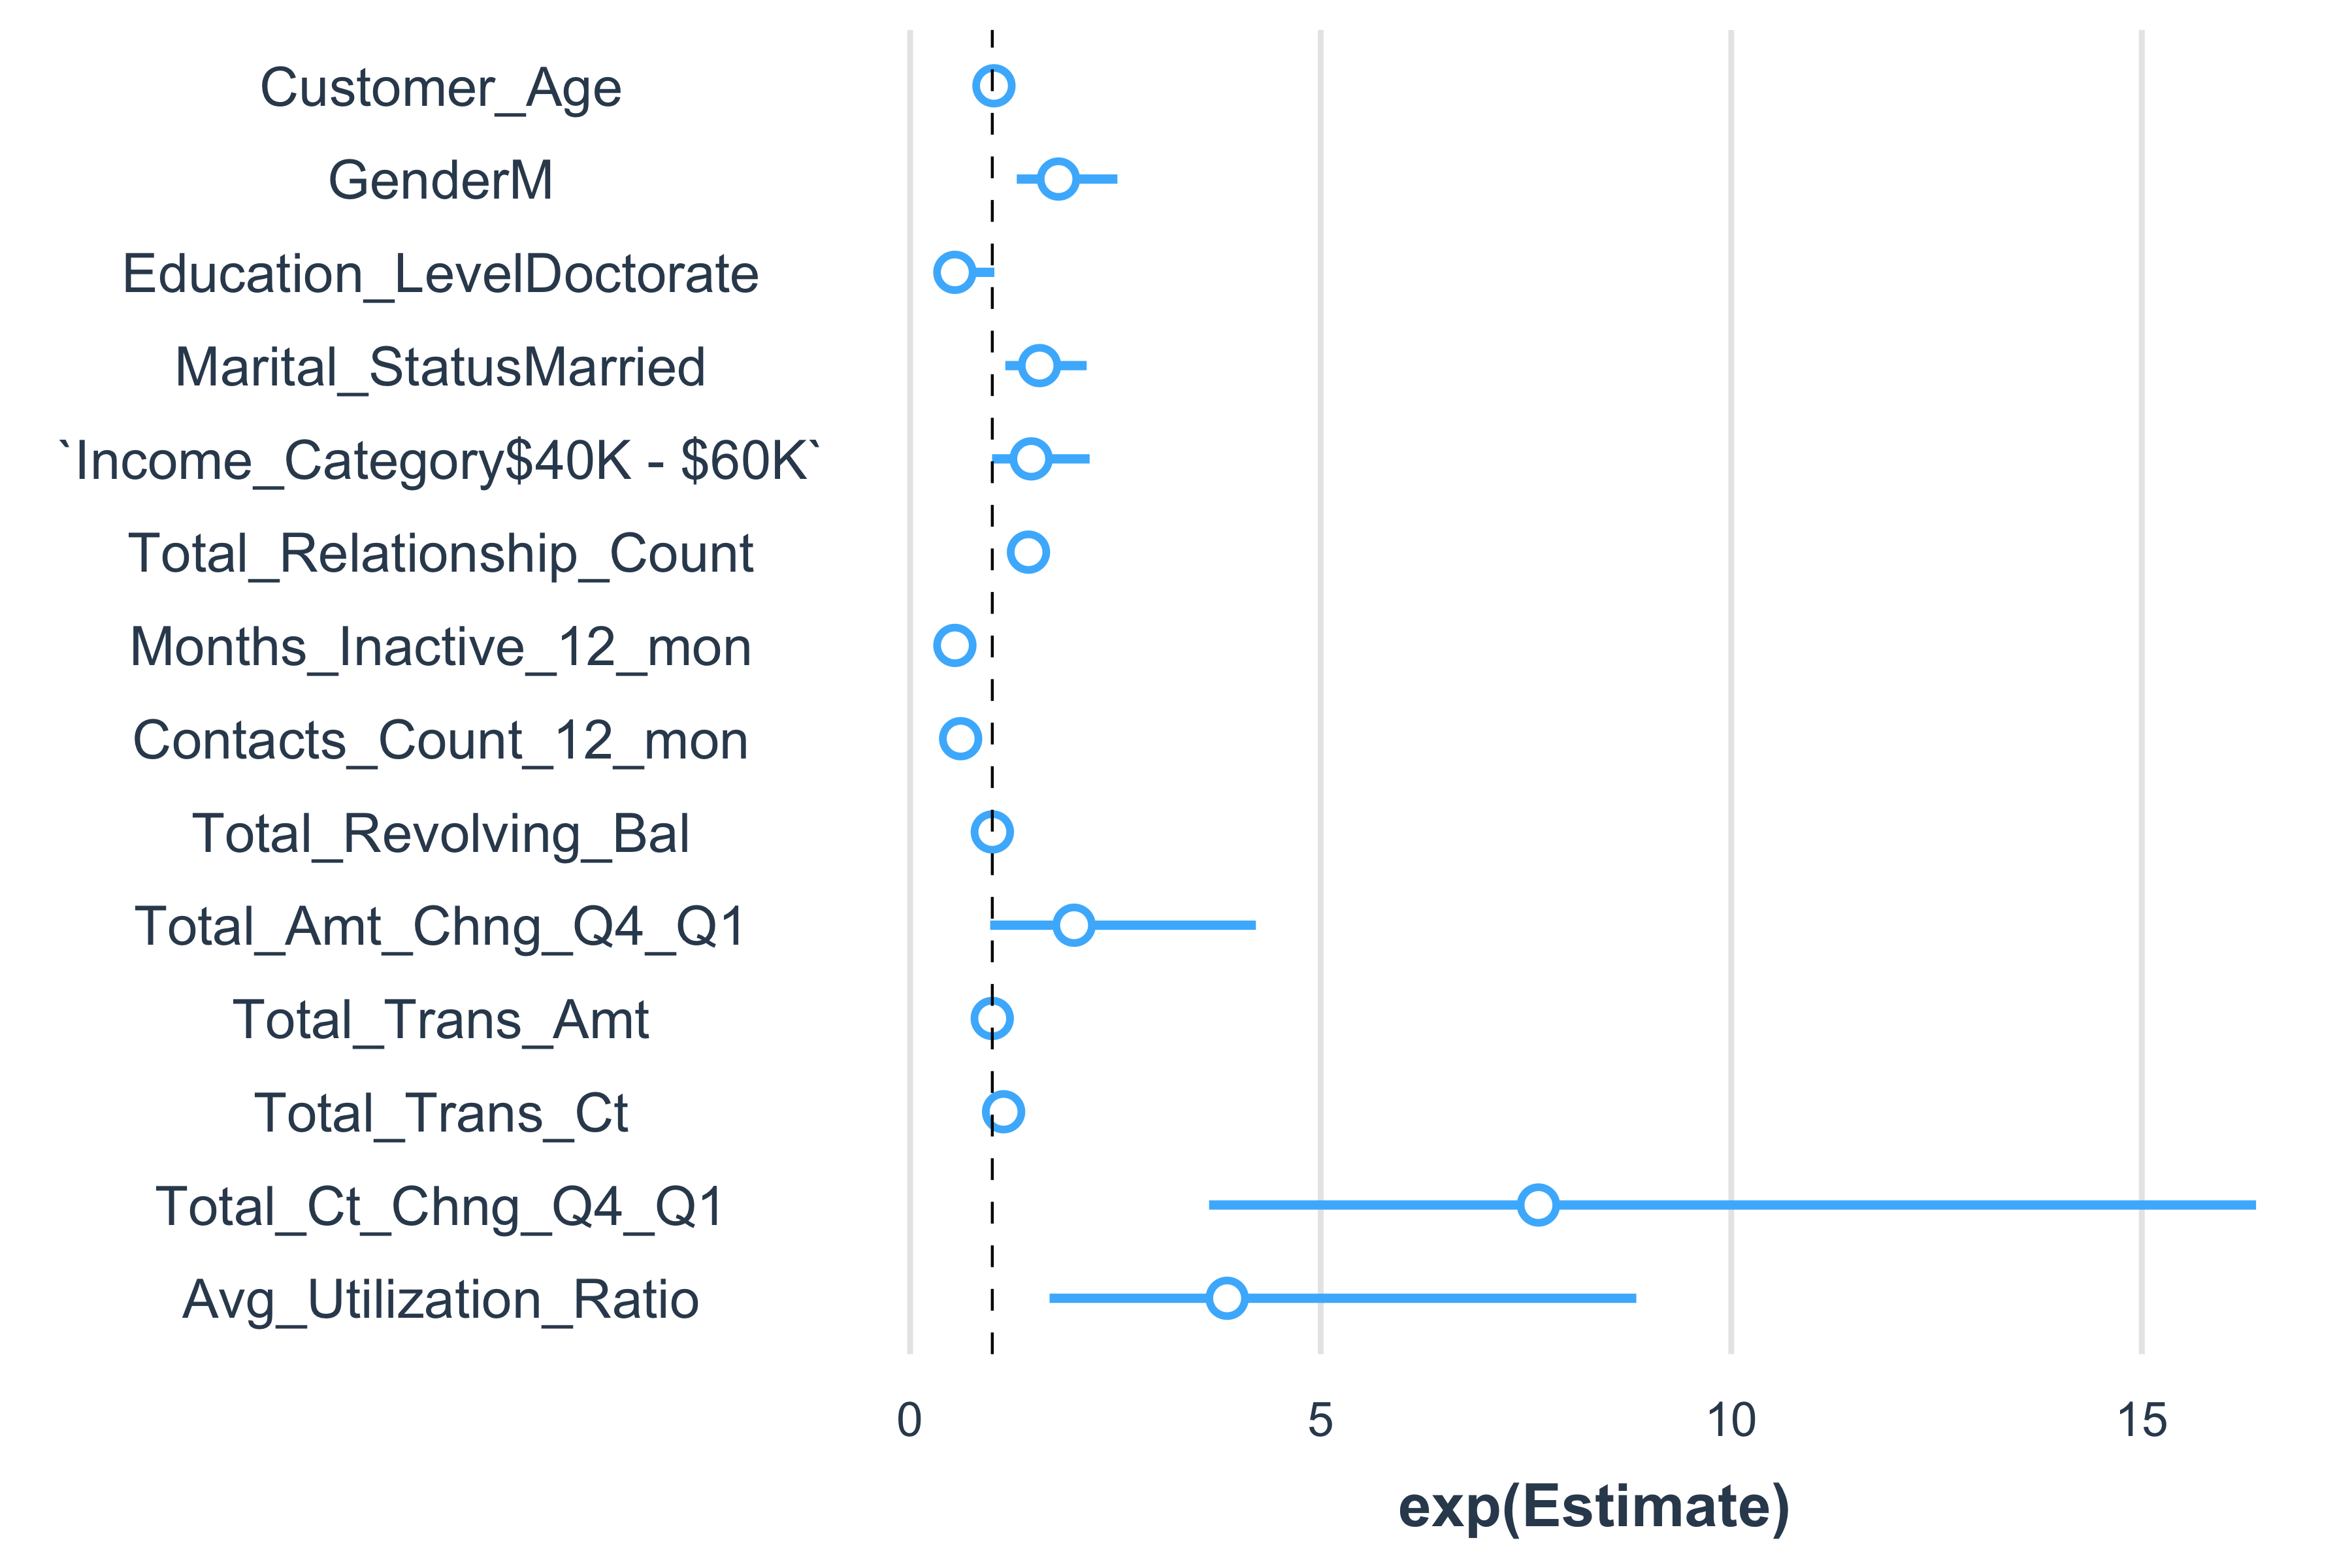 Customer_Age
GenderM
Education_LevelDoctorate
Marital_StatusMarried
`Income_Category$40K - $60K`
Total_Relationship_Count
Months_Inactive_12_mon
Contacts_Count_12_mon
Total_Revolving_Bal
Total_Amt_Chng_Q4_Q1
Total_Trans_Amt
Total_Trans_Ct
Total_Ct_Chng_Q4_Q1
Avg_Utilization_Ratio
0 5 10 15
exp(Estimate)